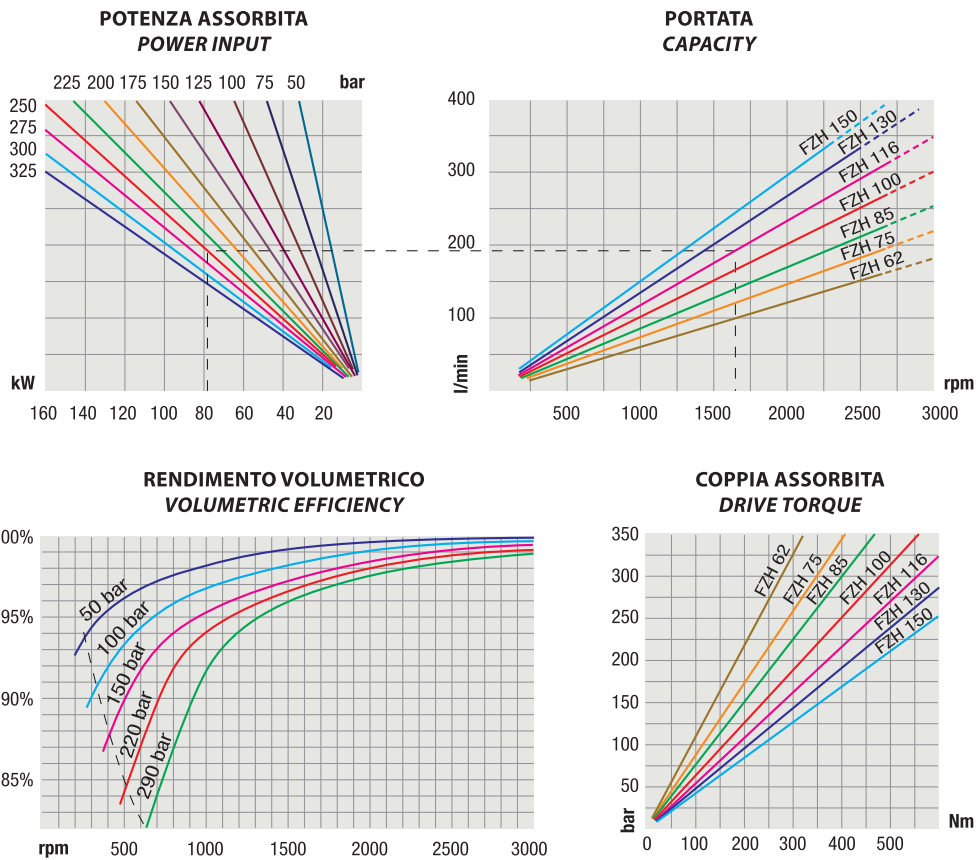 POTENZA ASSORBITA
POWER INPUT
225 200 175 150 125 100 75 50 bar
250
275
300
325
kW
160 140 120 100 80 60 40 20
PORTATA
CAPACITY
400
300
200
100
l/min
FZH 150
FZH 130
FZH 116
FZH 100
FZH 85
FZH 75
FZH 62
rpm
500 1000 1500 2000 2500 3000
RENDIMENTO VOLUMETRICO
VOLUMETRIC EFFICIENCY
00%
95%
90%
85%
50 bar
100 bar
150 bar
220 bar
290 bar
rpm 500 1000 1500 2000 2500 3000
COPPIA ASSORBITA
DRIVE TORQUE
350
300
250
200
150
100
50
bar
FZH 62
FZH 75
FZH 85
FZH 100
FZH 116
FZH 130
FZH 150
Nm
0 100 200 300 400 500